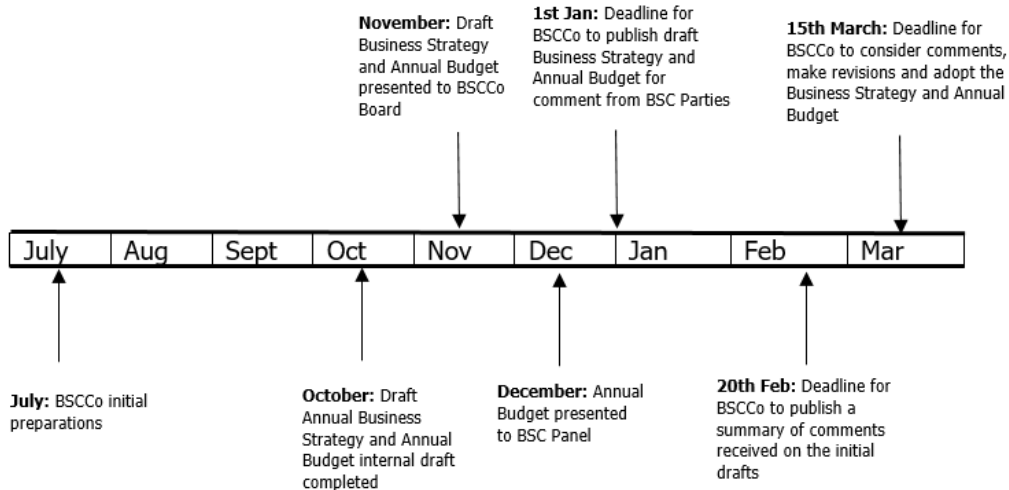 November: Draft
Business Strategy
and Annual Budget
presented to BSCCo
Board
1st Jan: Deadline for
BSCCo to publish draft
Business Strategy and
Annual Budget for
comment from BSC Parties
15th March: Deadline for
BSCCo to consider comments,
make revisions and adopt the
Business Strategy and Annual
Budget
July
Aug
Sept
Oct
Nov
Dec
Jan
Feb
Mar
July: BSCCo initial
preparations
October: Draft
Annual Business
Strategy and Annual
Budget internal draft
completed
December: Annual
Budget presented
to BSC Panel
20th Feb: Deadline for
BSCCo to publish a
summary of comments
received on the initial
drafts